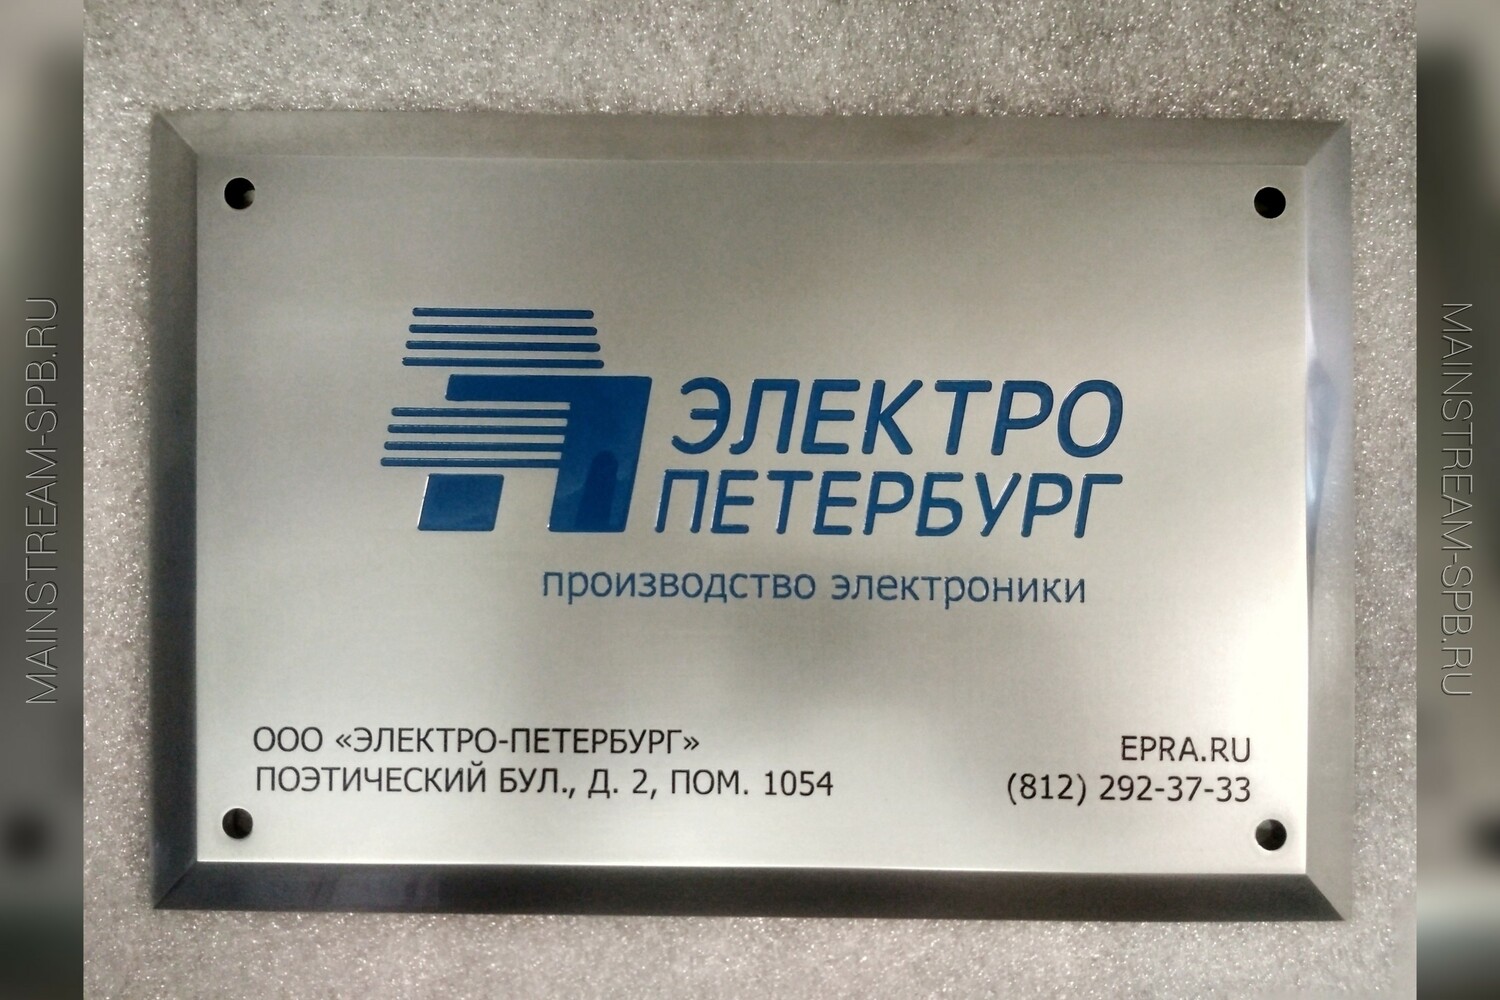 ЭЛЕКТРО
ПЕТЕРБУРГ
производство электроники
ООО «ЭЛЕКТРО-ПЕТЕРБУРГ»
ПОЭТИЧЕСКИЙ БУЛ., Д. 2, ПОМ. 1054
EPRA.RU
(812) 292-37-33
MAINSTREAM-SPB.RU
MAINSTREAM-SPB.RU